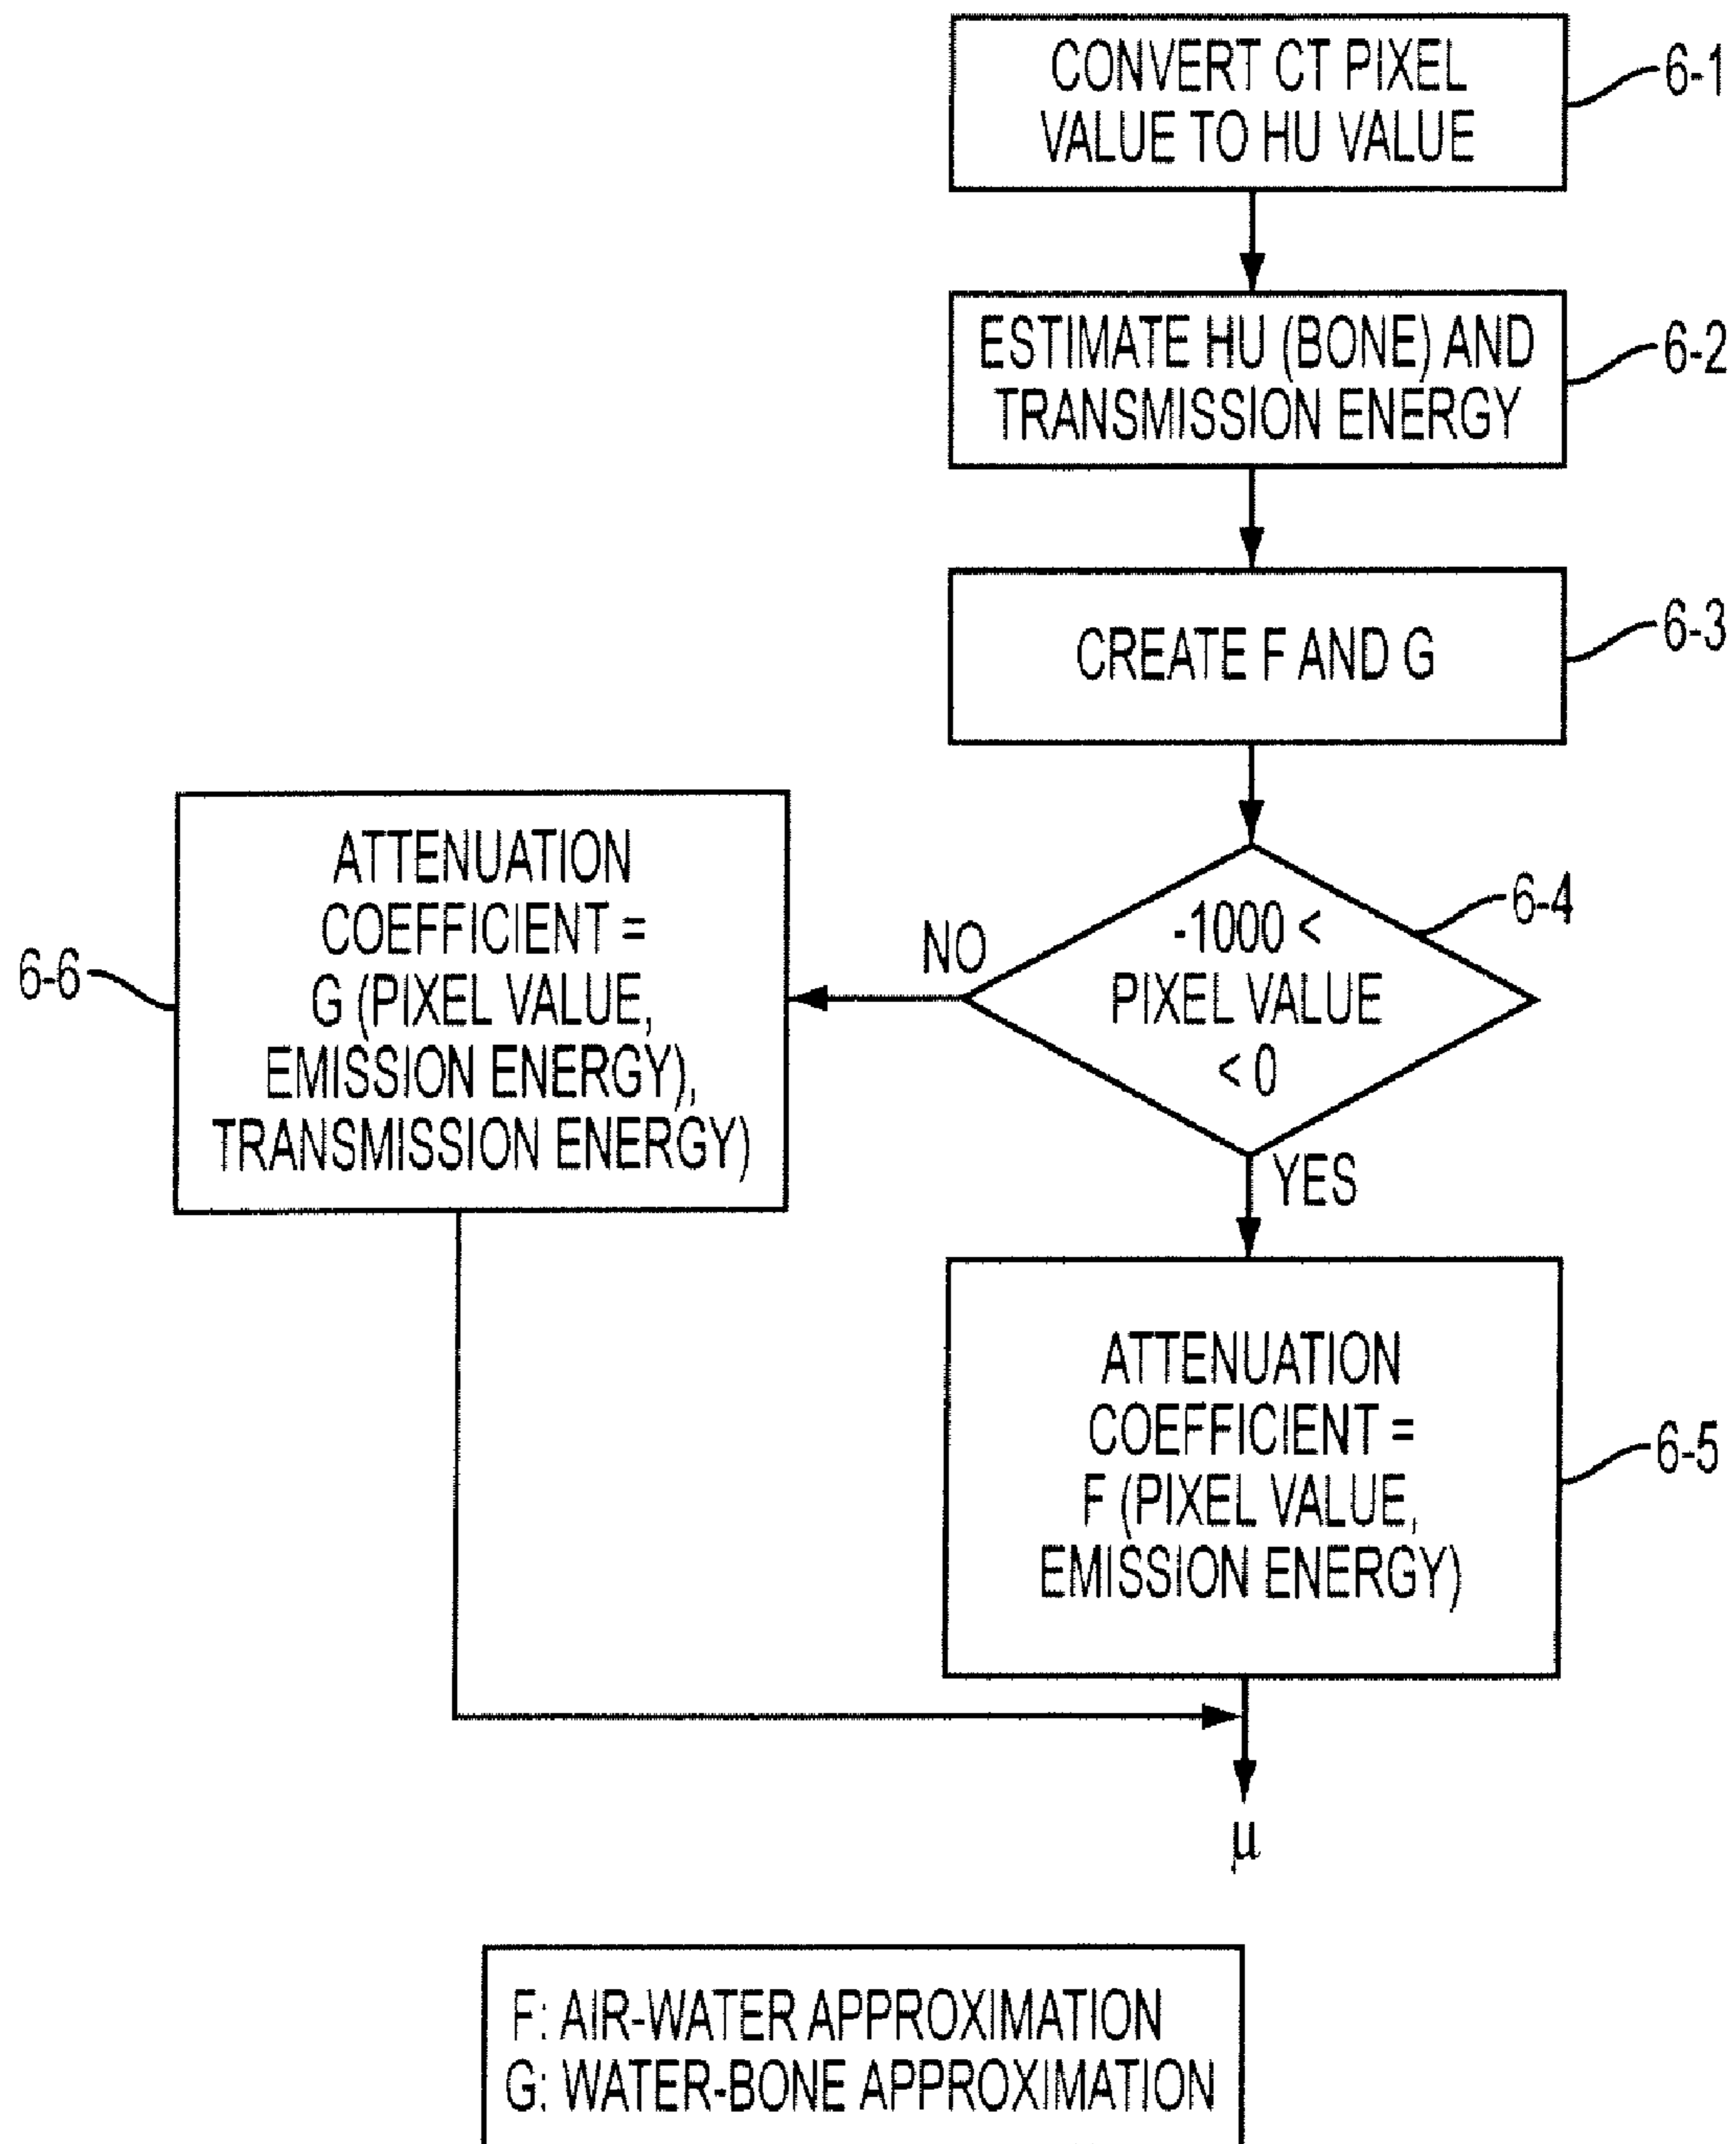 CONVERT CT PIXEL
VALUE TO HU VALUE
6-1
ESTIMATE HU (BONE) AND
TRANSMISSION ENERGY
6-2
CREATE F AND G
6-3
-1000 <
PIXEL VALUE
< 0
6-4
NO
YES
ATTENUATION
COEFFICIENT =
G (PIXEL VALUE,
EMISSION ENERGY),
TRANSMISSION ENERGY)
6-6
ATTENUATION
COEFFICIENT =
F (PIXEL VALUE,
EMISSION ENERGY)
6-5
μ
F: AIR-WATER APPROXIMATION
G: WATER-BONE APPROXIMATION